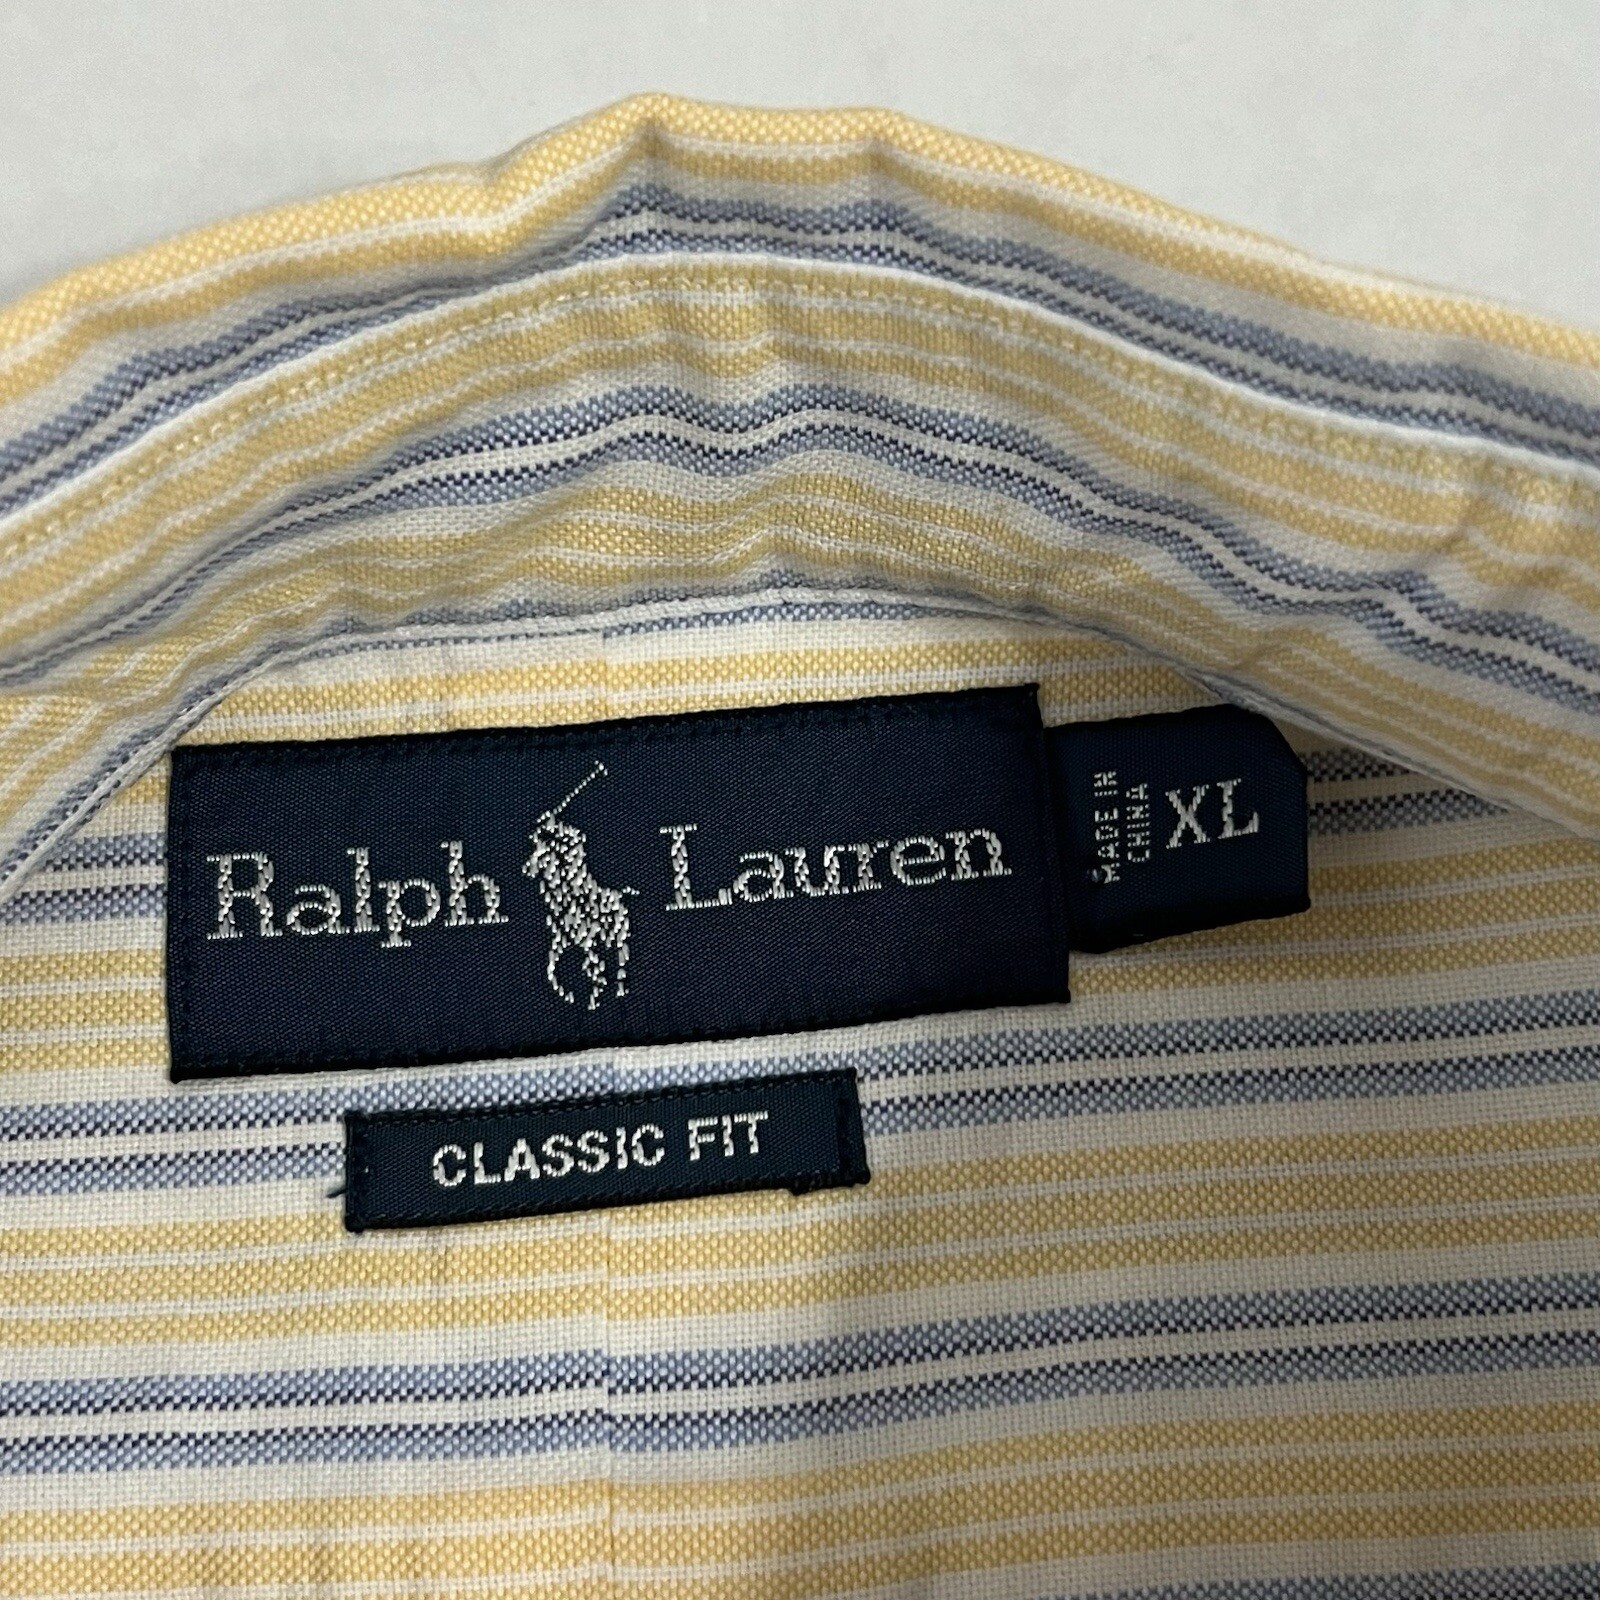 Ralph Lauren
MADE IN
CHINA
XL
CLASSIC FIT